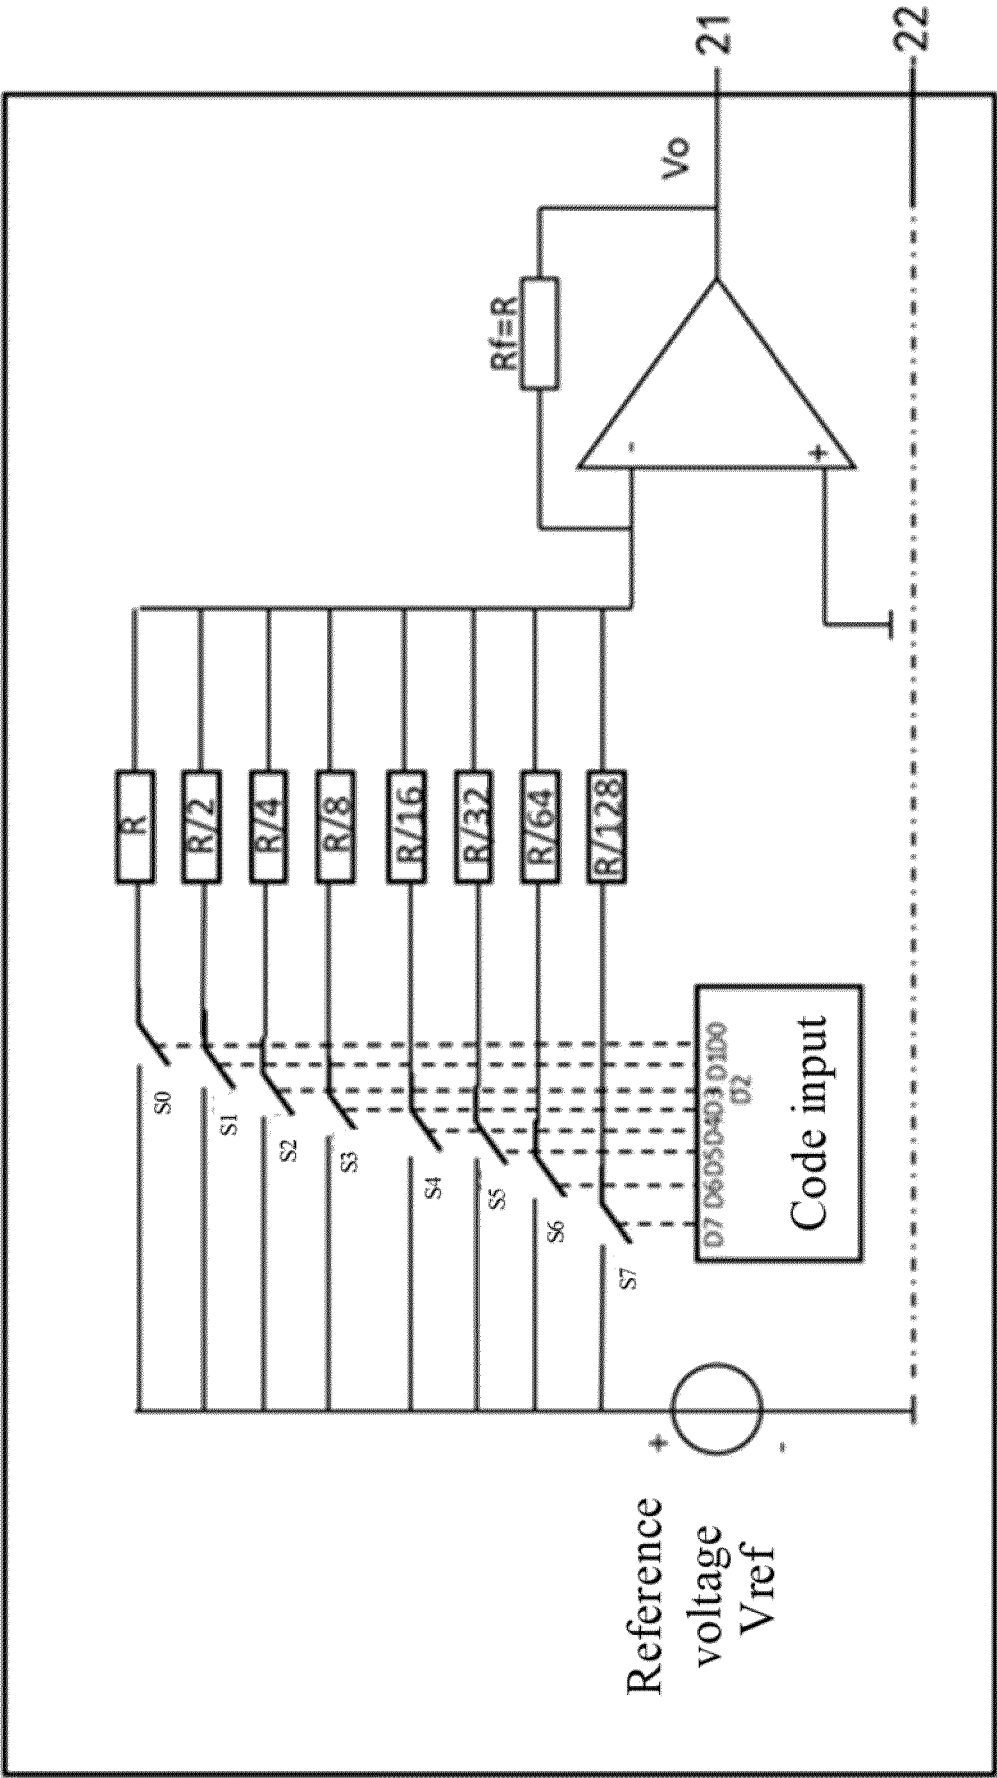 S0
S1
S2
S3
S4
S5
S6
S7
R
R/2
R/4
R/8
R/16
R/32
R/64
R/128
Rf=R
-
+
Vo
21
22
Reference
voltage
Vref
+
-
D7 D6D5D4D3 D1D0
D2
Code input